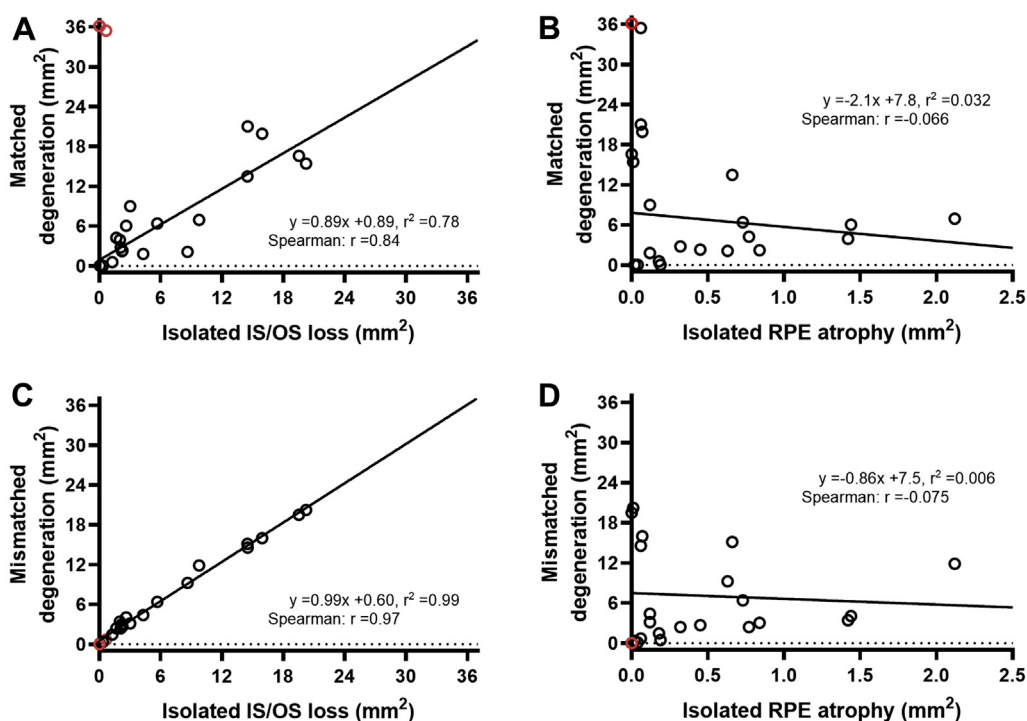 A
Matched
degeneration (mm²)
36
30
24
18
12
6
0
y=0.89x +0.89, r² =0.78
Spearman: r =0.84
0 6 12 18 24 30 36
Isolated IS/OS loss (mm²)
B
Matched
degeneration (mm²)
36
30
24
18
12
6
0
y =-2.1x +7.8, r² =0.032
Spearman: r =-0.066
0.0 0.5 1.0 1.5 2.0 2.5
Isolated RPE atrophy (mm²)
C
Mismatched
degeneration (mm²)
36
30
24
18
12
6
0
y=0.99x +0.60, r² =0.99
Spearman: r =0.97
0 6 12 18 24 30 36
Isolated IS/OS loss (mm²)
D
Mismatched
degeneration (mm²)
36
30
24
18
12
6
0
y=-0.86x +7.5, r² =0.006
Spearman: r =-0.075
0.0 0.5 1.0 1.5 2.0 2.5
Isolated RPE atrophy (mm²)